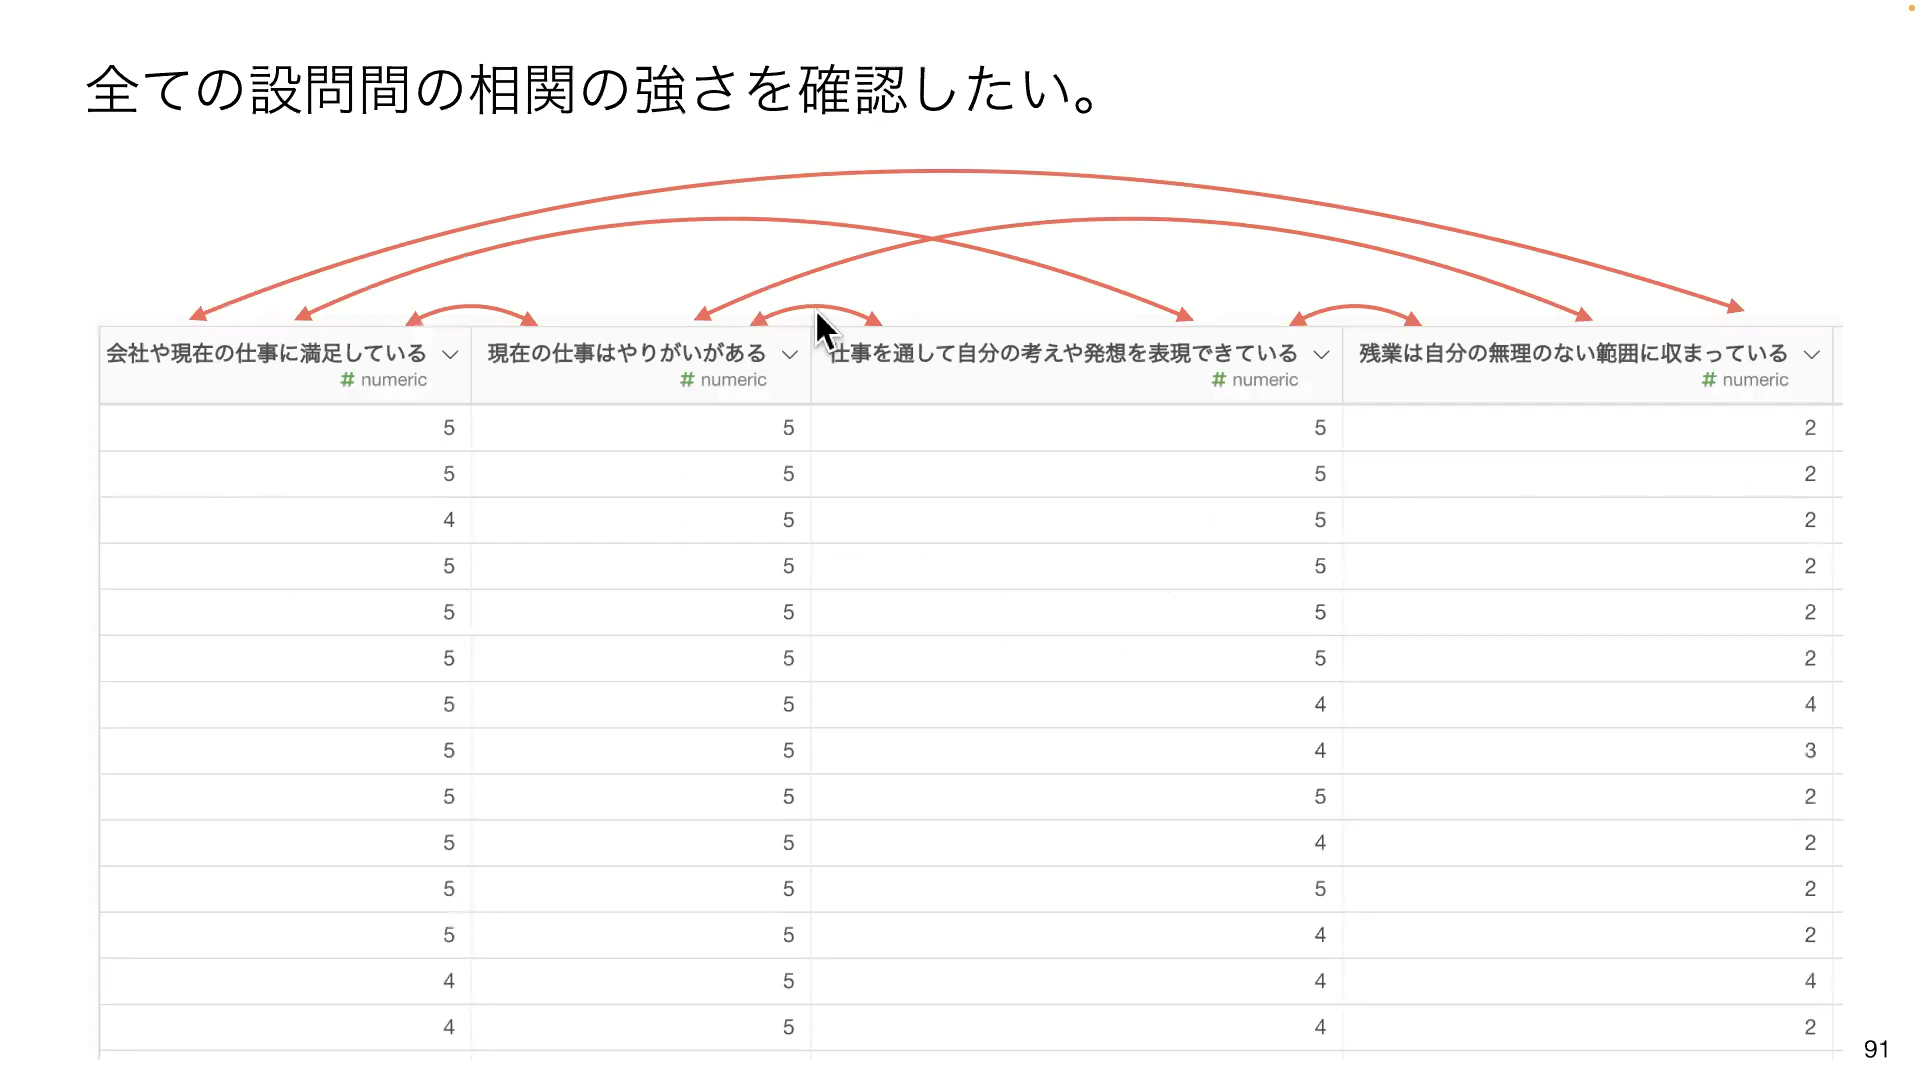 全ての設問間の相関の強さを確認したい。
会社や現在の仕事に満足している 現在の仕事はやりがいがある 仕事を通して自分の考えや発想を表現できている 残業は自分の無理のない範囲に収まっている
# numeric # numeric # numeric # numeric
5 5 5 2
5 5 5 2
4 5 5 2
5 5 5 2
5 5 5 2
5 5 5 2
5 5 4 4
5 5 4 3
5 5 5 2
5 5 4 2
5 5 5 2
5 5 4 2
4 5 4 4
4 5 4 2
91